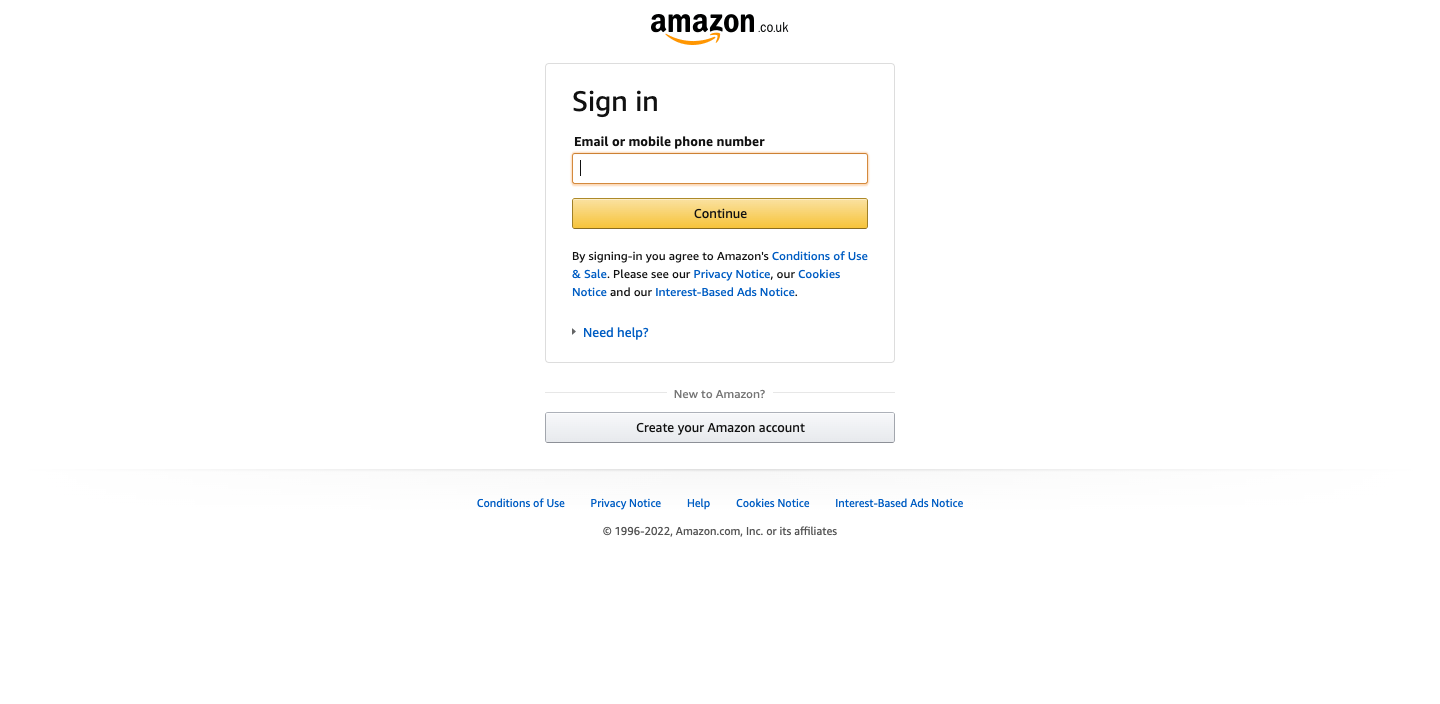 amazon.co.uk
Sign in
Email or mobile phone number
Continue
By signing-in you agree to Amazon's Conditions of Use
& Sale. Please see our Privacy Notice, our Cookies
Notice and our Interest-Based Ads Notice.
Need help?
New to Amazon?
Create your Amazon account
Conditions of Use Privacy Notice Help Cookies Notice Interest-Based Ads Notice
© 1996-2022, Amazon.com, Inc. or its affiliates